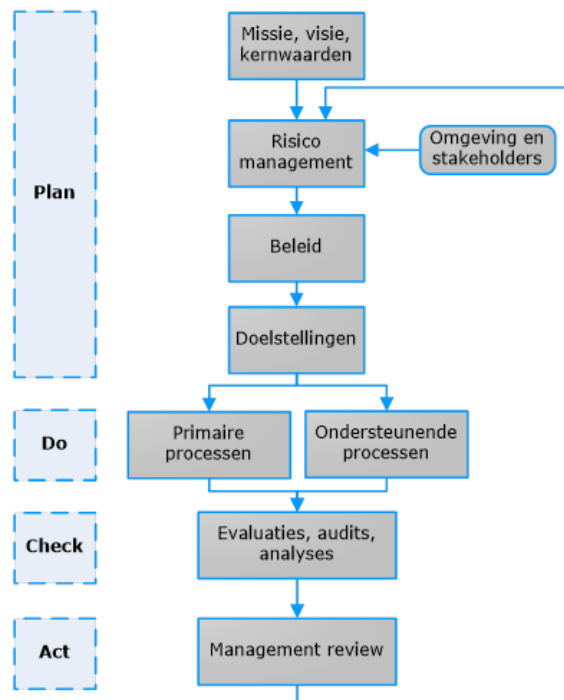 Missie, visie,
kernwaarden
Risico
management
Omgeving en
stakeholders
Plan
Beleid
Doelstellingen
Do
Primaire
processen
Ondersteunende
processen
Check
Evaluaties, audits,
analyses
Act
Management review